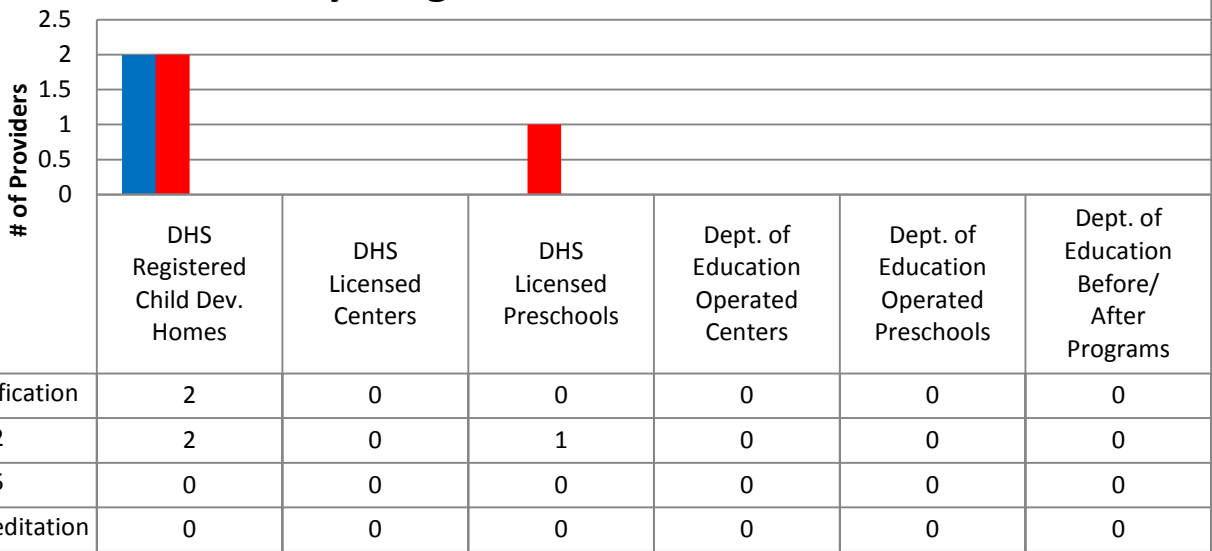 2.5
2
1.5
1
0.5
0
# of Providers
DHS
Registered
Child Dev.
Homes
DHS
Licensed
Centers
DHS
Licensed
Preschools
Dept. of
Education
Operated
Centers
Dept. of
Education
Operated
Preschools
Dept. of
Education
Before/
After
Programs
fication 2 0 0 0 0 0
2 2 0 1 0 0 0
0 0 0 0 0 0
editation 0 0 0 0 0 0